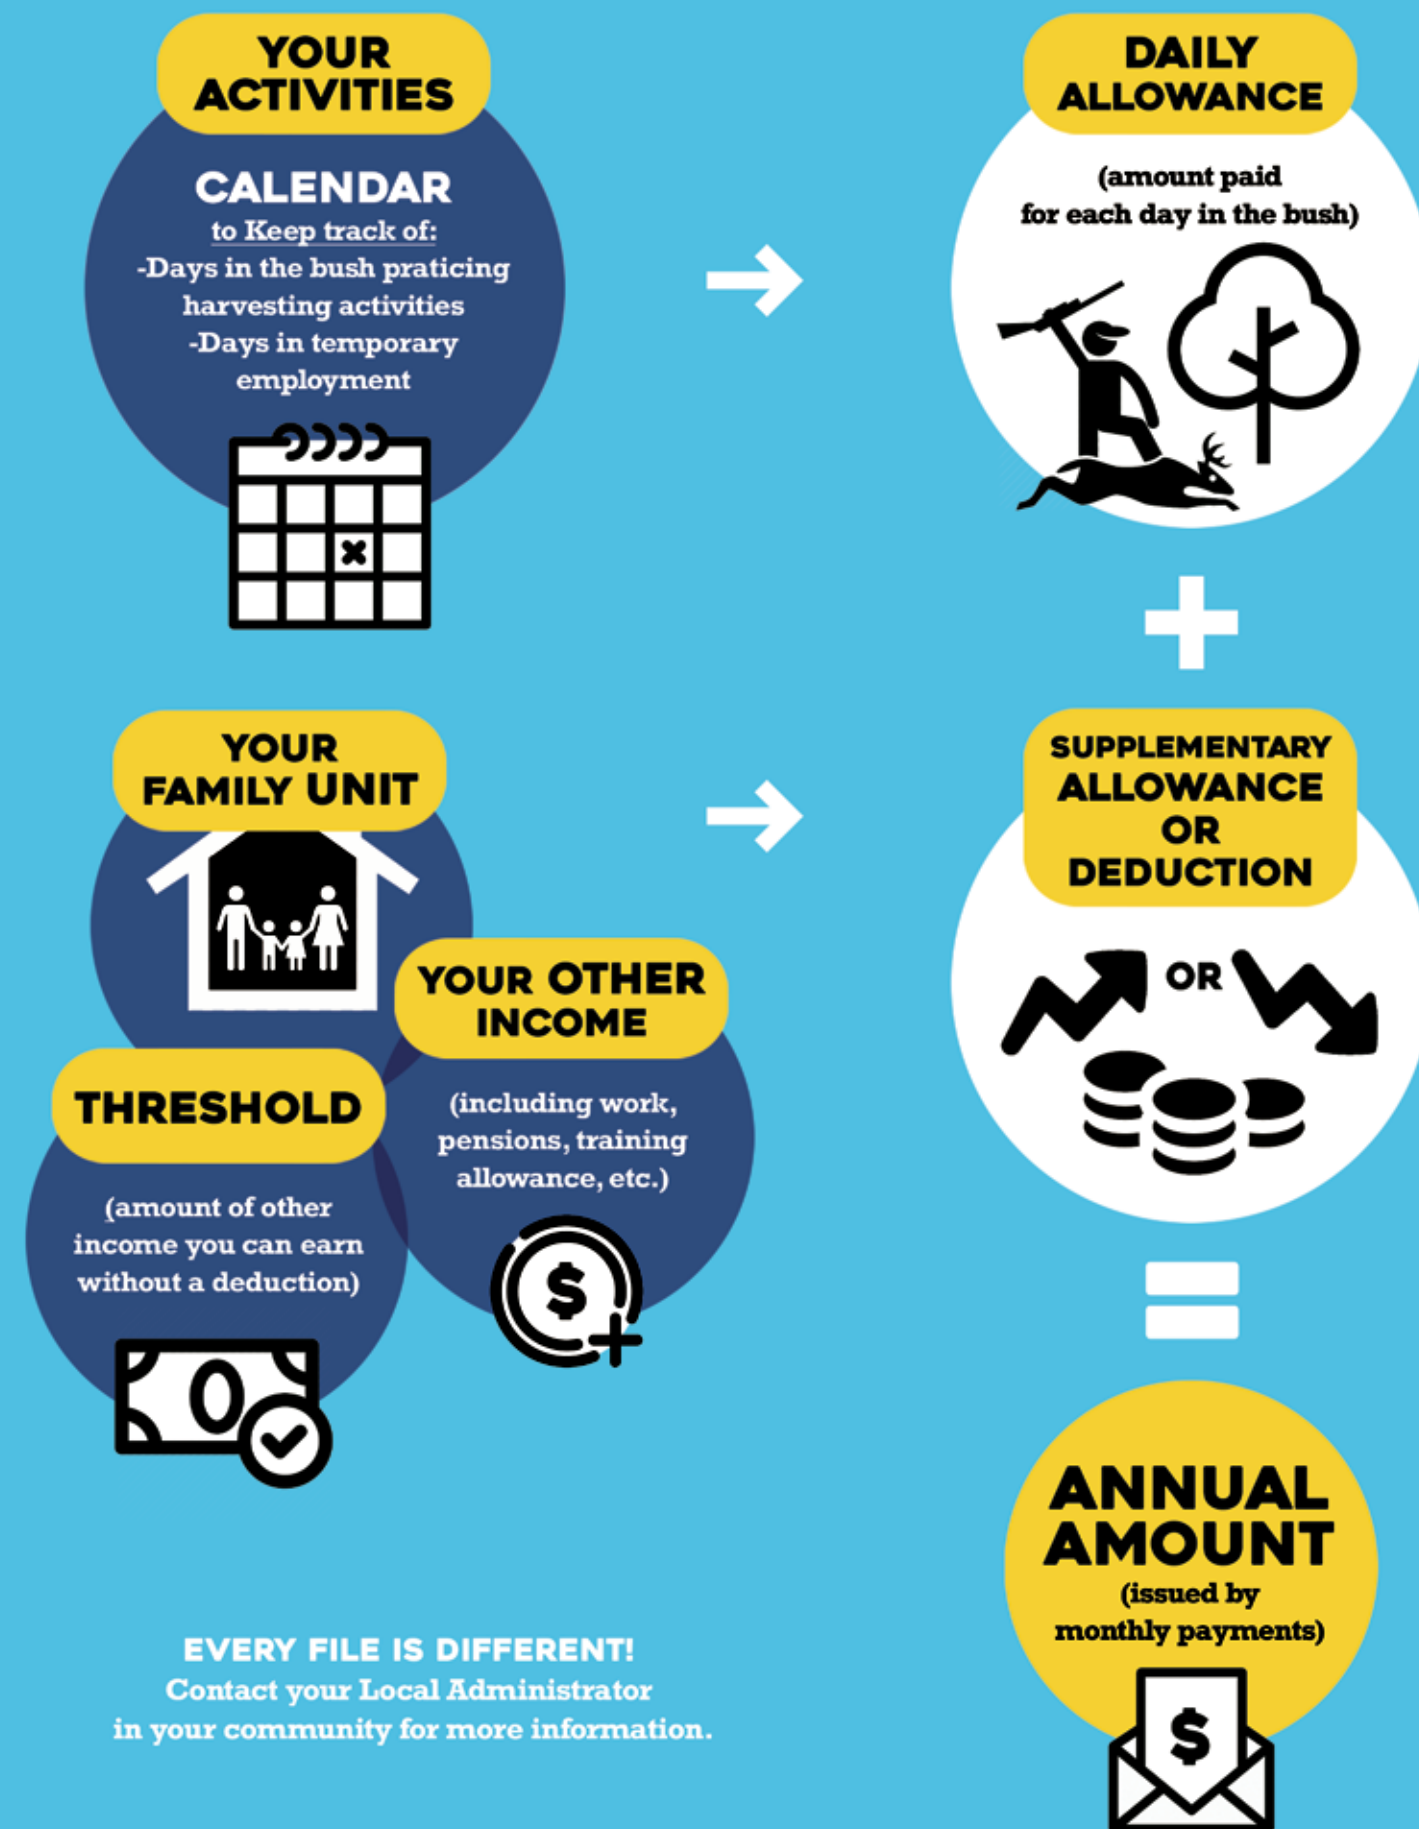 YOUR
ACTIVITIES
CALENDAR
to Keep track of:
-Days in the bush praticing
harvesting activities
-Days in temporary
employment
DAILY
ALLOWANCE
(amount paid
for each day in the bush)
YOUR
FAMILY UNIT
YOUR OTHER
INCOME
(including work,
pensions, training
allowance, etc.)
$
THRESHOLD
(amount of other
income you can earn
without a deduction)
0
SUPPLEMENTARY
ALLOWANCE
OR
DEDUCTION
OR
ANNUAL
AMOUNT
(issued by
monthly payments)
$
EVERY FILE IS DIFFERENT!
Contact your Local Administrator
in your community for more information.